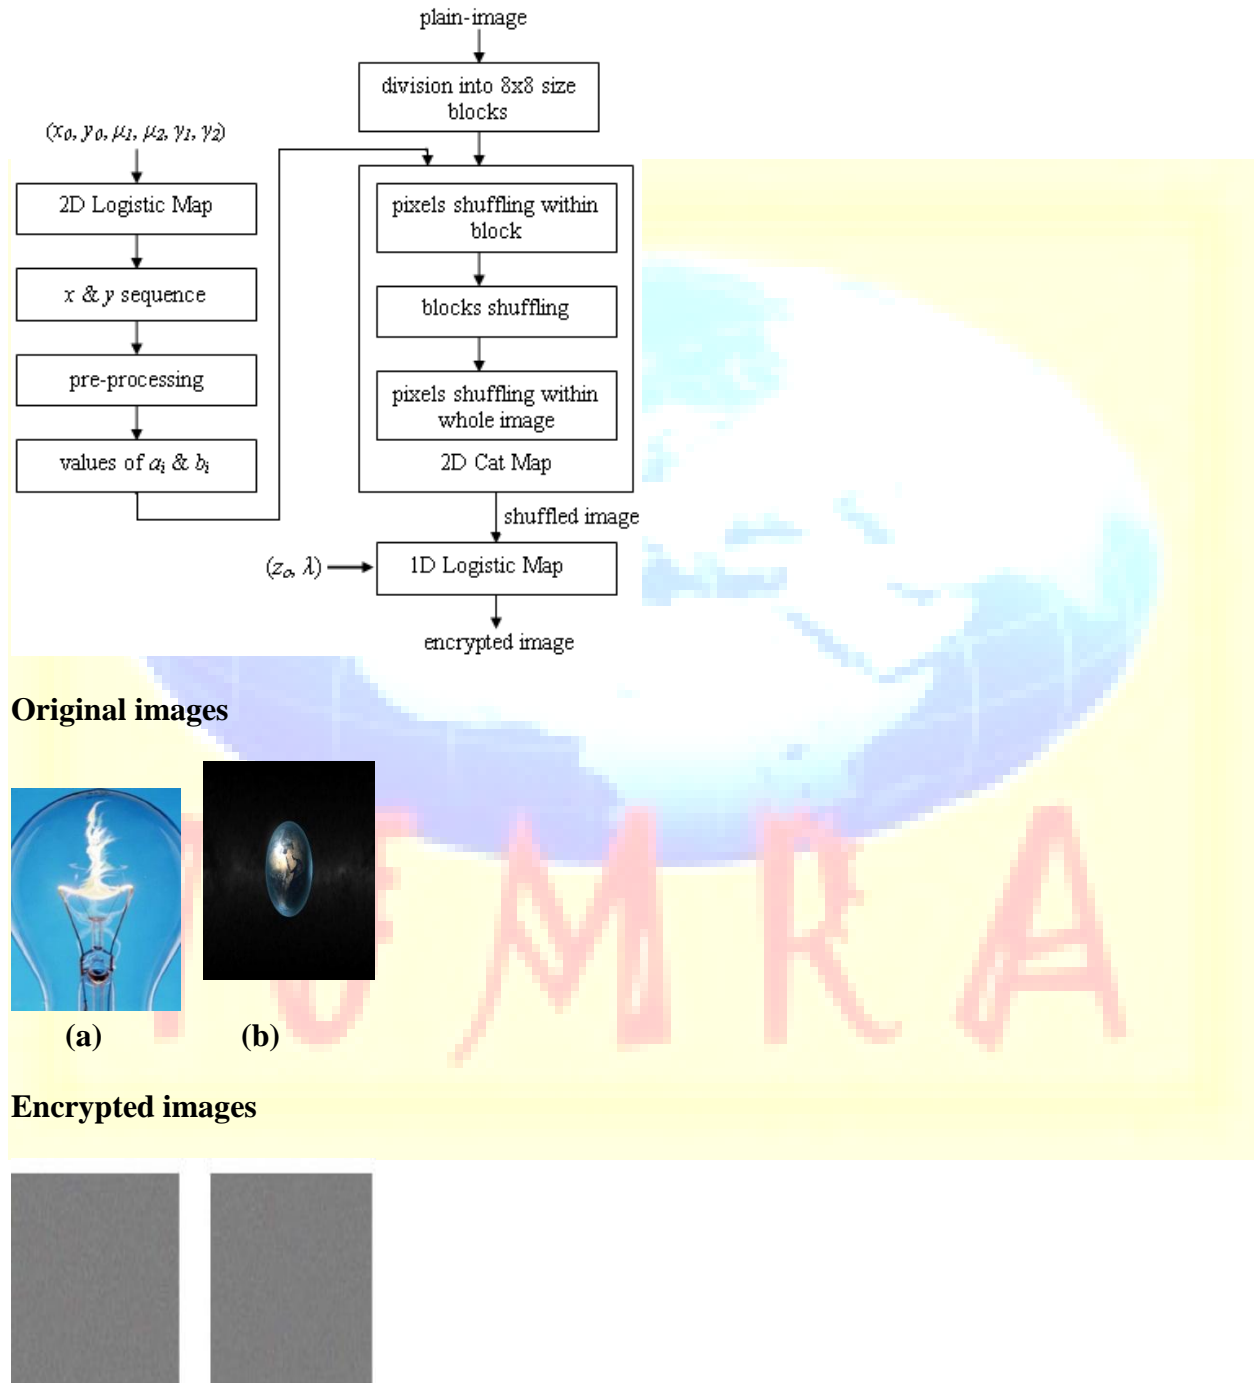 plain-image
division into 8x8 size
blocks
(x₀, y₀, μ₁, μ₂, γ₁, γ₂)
2D Logistic Map
x & y sequence
pre-processing
values of aᵢ & bᵢ
pixels shuffling within
block
blocks shuffling
pixels shuffling within
whole image
2D Cat Map
shuffled image
(zₒ, λ)
1D Logistic Map
encrypted image
Original images
(a)
(b)
Encrypted images